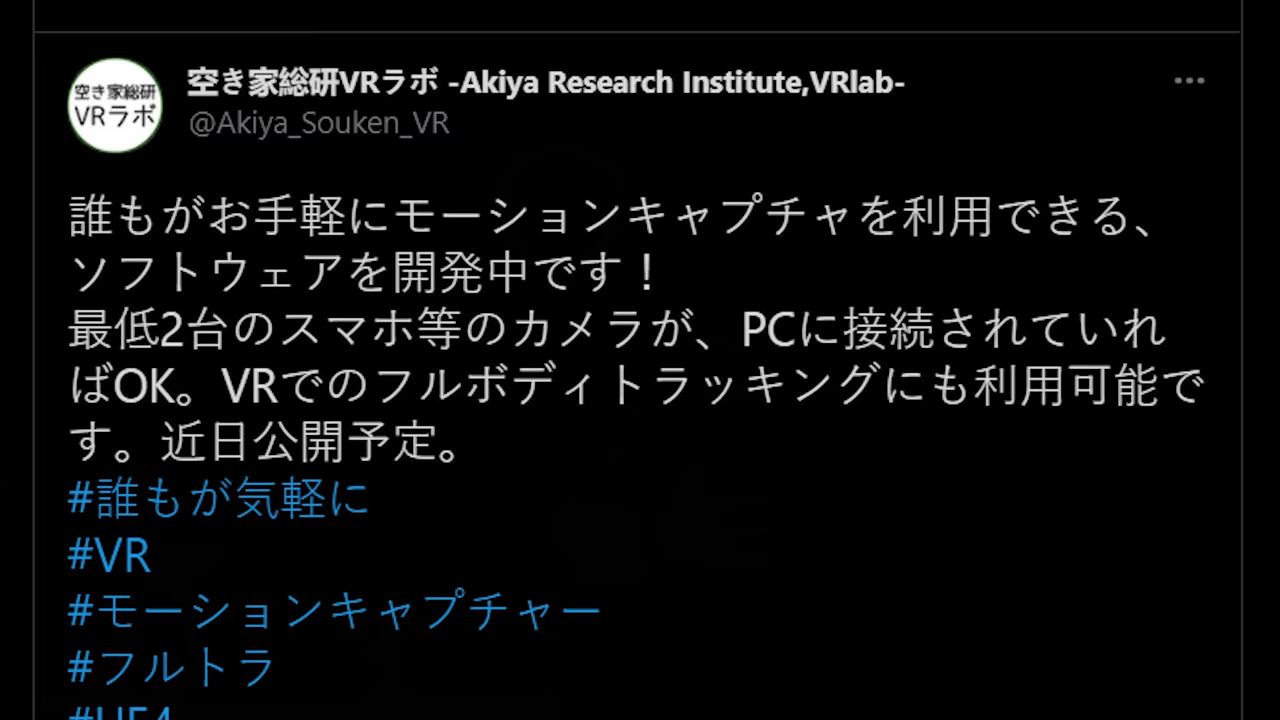 空き家総研
VRラボ
空き家総研VRラボ -Akiya Research Institute,VRlab-
@Akiya_Souken_VR
誰もがお手軽にモーションキャプチャを利用できる、
ソフトウェアを開発中です！
最低2台のスマホ等のカメラが、PCに接続されていれ
ばOK。VRでのフルボディトラッキングにも利用可能で
す。近日公開予定。
#誰もが気軽に
#VR
#モーションキャプチャー
#フルトラ
#UE4